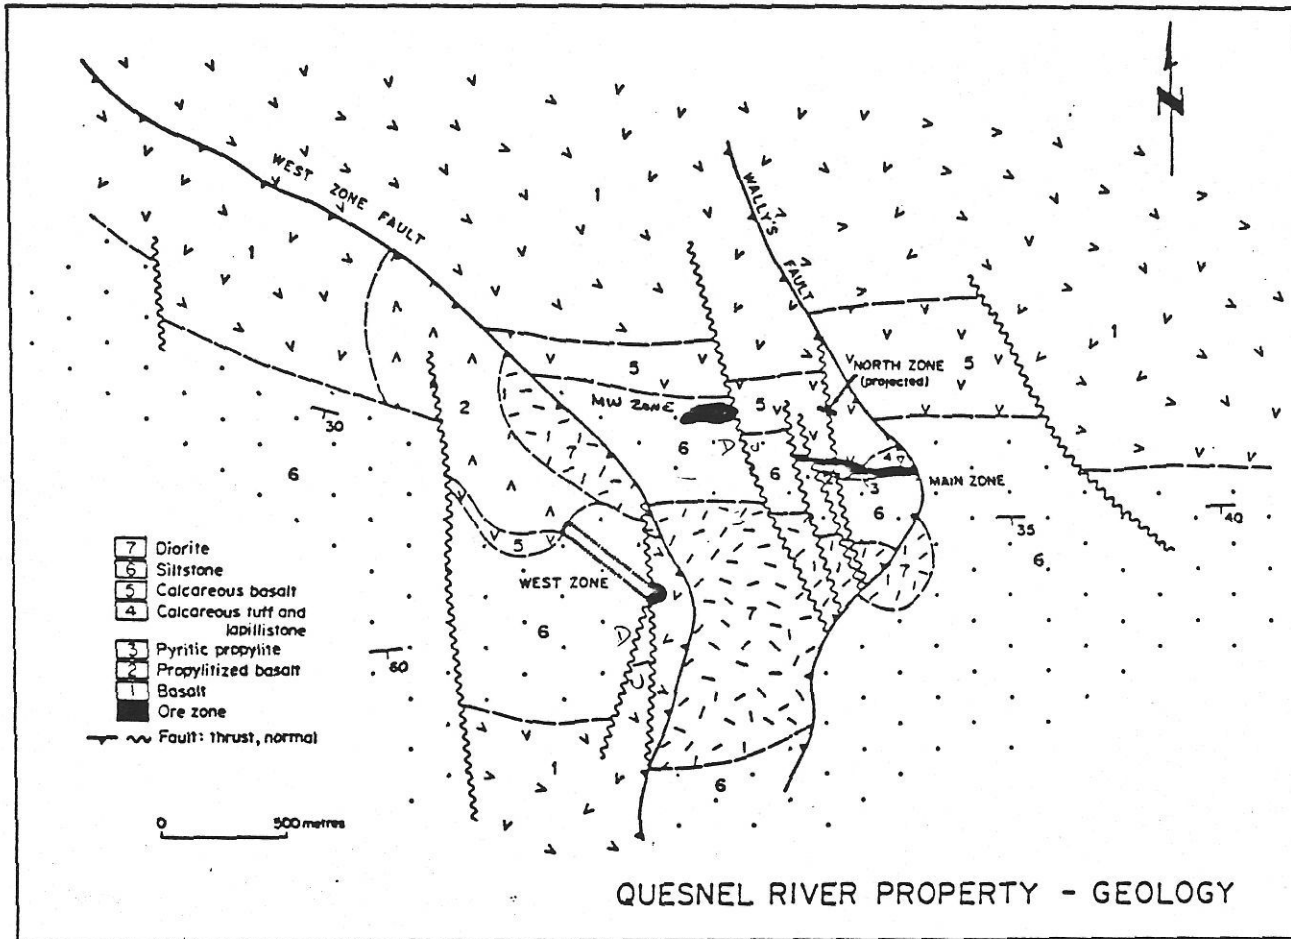 N
WEST ZONE FAULT
WALLY'S FAULT
1
1
1
5
5
NORTH ZONE
(projected)
MW ZONE
5
2
30
6
7
6
6
4
7
3
MAIN ZONE
6
35
40
6
5
WEST ZONE
7
7
6
60
D
D
D
D
1
6
7 Diorite
6 Siltstone
5 Calcareous basalt
4 Calcareous tuff and
lapillistone
3 Pyritic propylite
2 Propylitized basalt
1 Basalt
Ore zone
Fault: thrust, normal
0 500 metres
QUESNEL RIVER PROPERTY - GEOLOGY